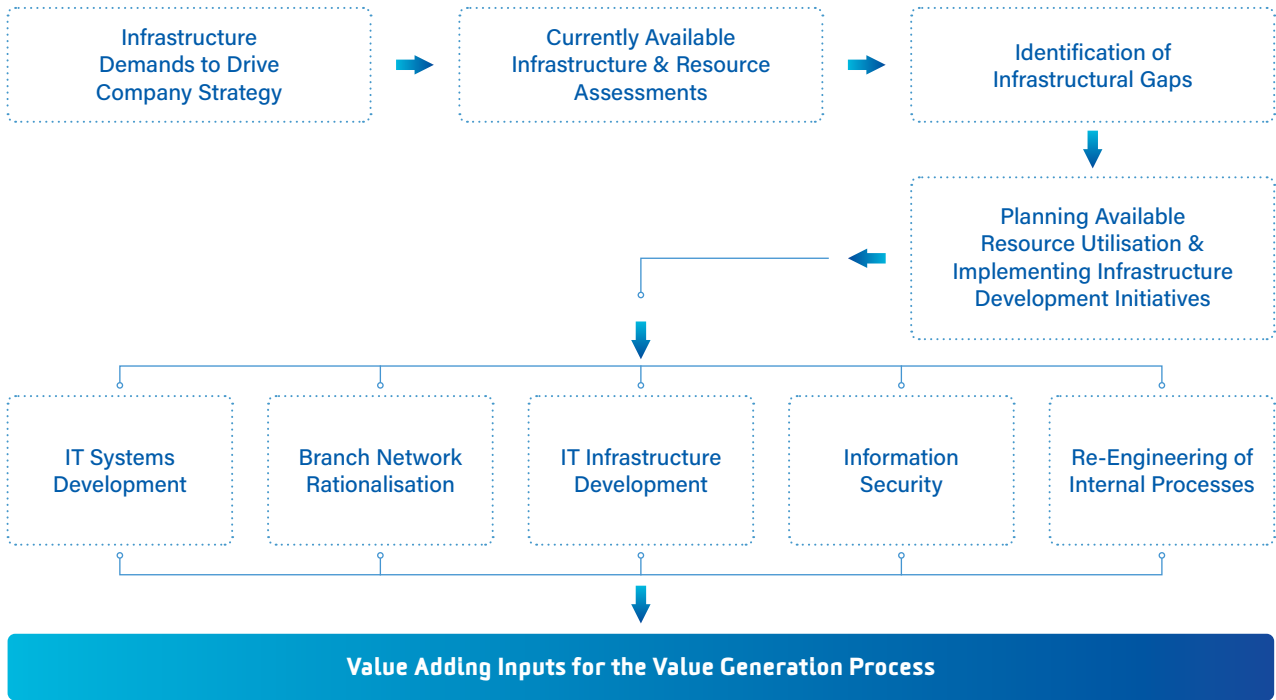 Infrastructure
Demands to Drive
Company Strategy
Currently Available
Infrastructure & Resource
Assessments
Identification of
Infrastructural Gaps
Planning Available
Resource Utilisation &
Implementing Infrastructure
Development Initiatives
IT Systems
Development
Branch Network
Rationalisation
IT Infrastructure
Development
Information
Security
Re-Engineering of
Internal Processes
Value Adding Inputs for the Value Generation Process